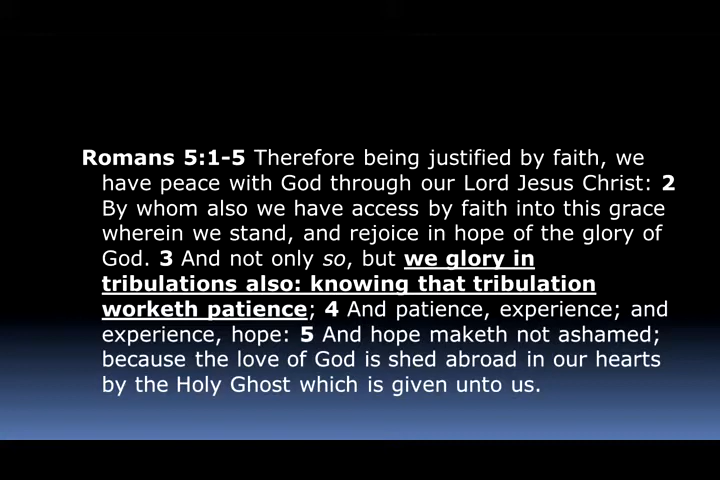 Romans 5:1-5 Therefore being justified by faith, we
have peace with God through our Lord Jesus Christ: 2
By whom also we have access by faith into this grace
wherein we stand, and rejoice in hope of the glory of
God. 3 And not only so, but we glory in
tribulations also: knowing that tribulation
worketh patience; 4 And patience, experience; and
experience, hope: 5 And hope maketh not ashamed;
because the love of God is shed abroad in our hearts
by the Holy Ghost which is given unto us.